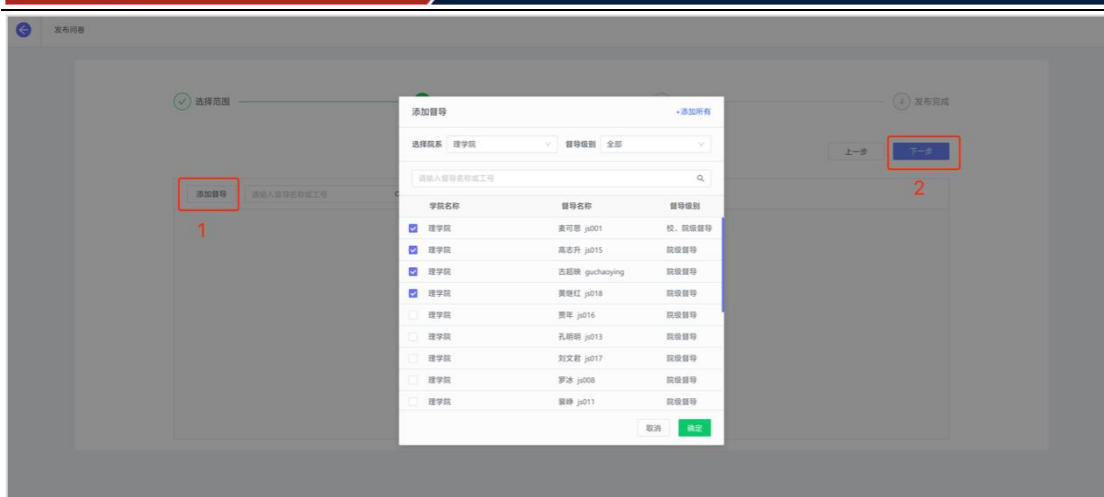 发布问卷
选择范围
4 发布完成
上一步 下一步
2
添加督导 请输入督导名称或工号
1
添加督导 +添加所有
选择院系 理学院 督导级别 全部
请输入督导名称或工号
学院名称 督导名称 督导级别
理学院 麦可思 js001 校、院级督导
理学院 高志升 js015 院级督导
理学院 古超映 guchaoying 院级督导
理学院 黄继红 js018 院级督导
理学院 贾年 js016 院级督导
理学院 孔明明 js013 院级督导
理学院 刘文君 js017 院级督导
理学院 罗冰 js008 院级督导
理学院 裴峥 js011 院级督导
取消 确定